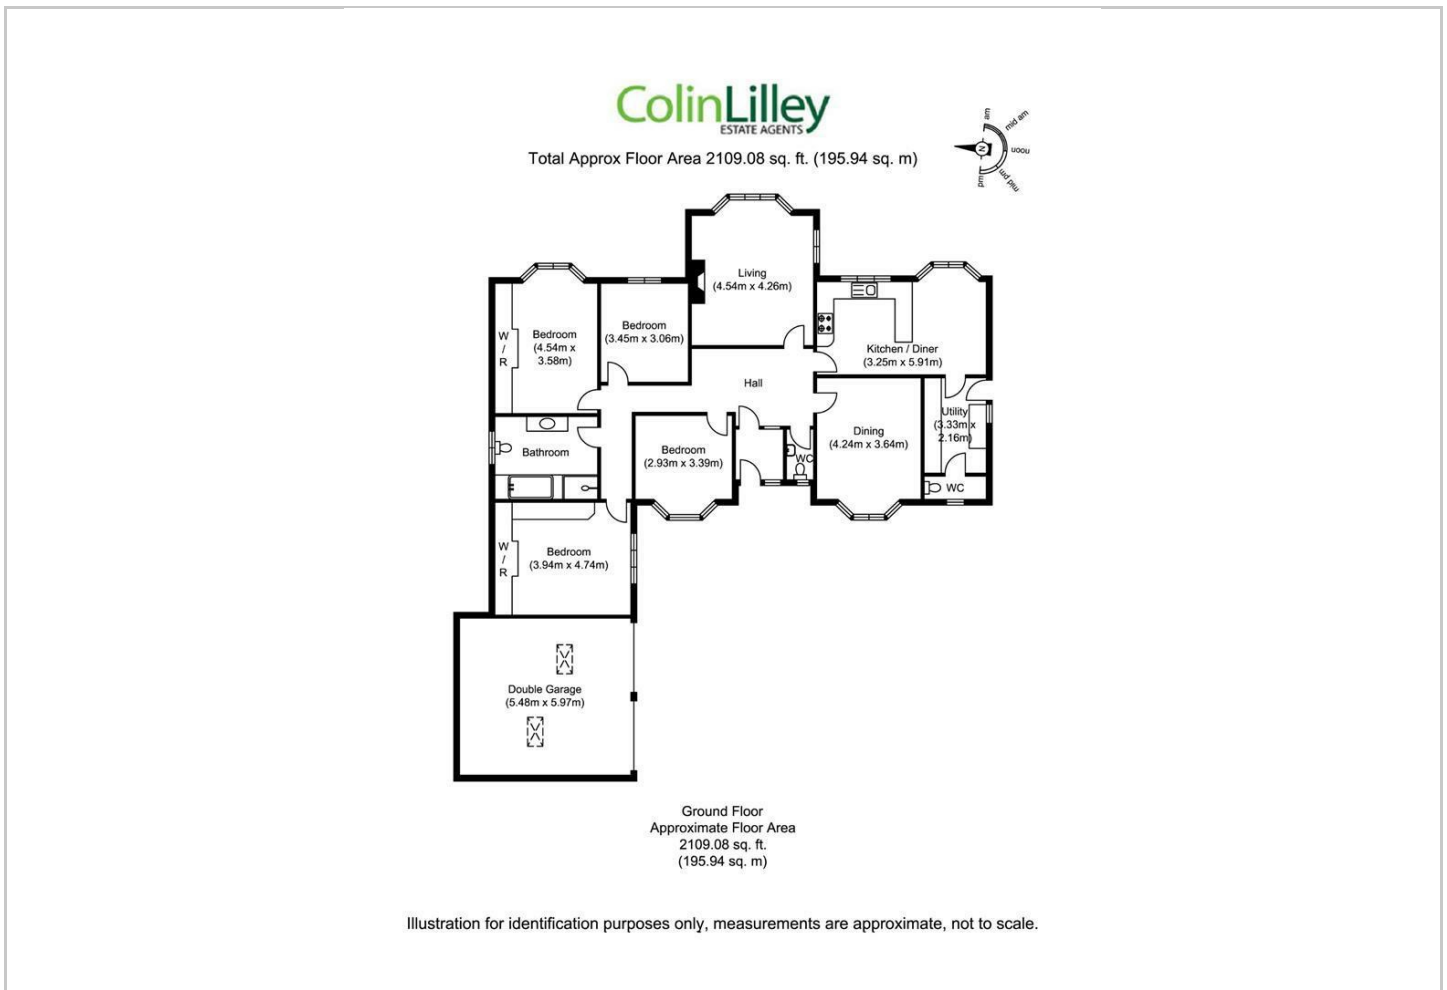 ColinLilley
ESTATE AGENTS
Total Approx Floor Area 2109.08 sq. ft. (195.94 sq. m)
am
mid am
noon
mid pm
pm
N
Living
(4.54m x 4.26m)
Bedroom
(4.54m x
3.58m)
W
/
R
Bedroom
(3.45m x 3.06m)
Kitchen / Diner
(3.25m x 5.91m)
Hall
Utility
(3.33m x
2.16m)
Dining
(4.24m x 3.64m)
Bathroom
Bedroom
(2.93m x 3.39m)
WC
WC
W
/
R
Bedroom
(3.94m x 4.74m)
Double Garage
(5.48m x 5.97m)
Ground Floor
Approximate Floor Area
2109.08 sq. ft.
(195.94 sq. m)
Illustration for identification purposes only, measurements are approximate, not to scale.